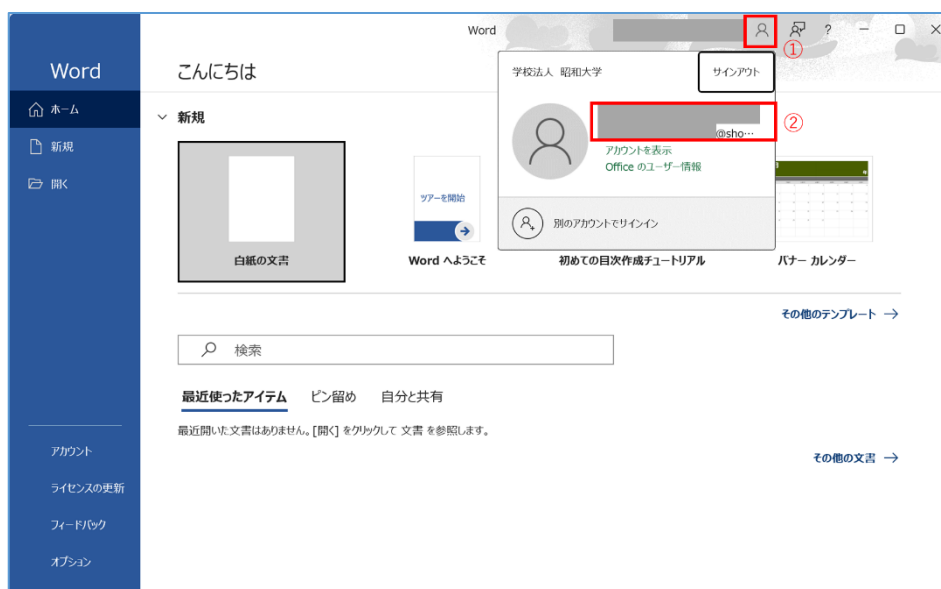 Word
①
?
Word
こんにちは
学校法人 昭和大学
サインアウト
ホーム
新規
②
@sho…
新規
アカウントを表示
Office のユーザー情報
開く
ツアーを開始
別のアカウントでサインイン
白紙の文書
Word へようこそ
初めての目次作成チュートリアル
バナー カレンダー
その他のテンプレート →
検索
最近使ったアイテム
ピン留め
自分と共有
最近開いた文書はありません。[開く] をクリックして 文書 を参照します。
アカウント
その他の文書 →
ライセンスの更新
フィードバック
オプション